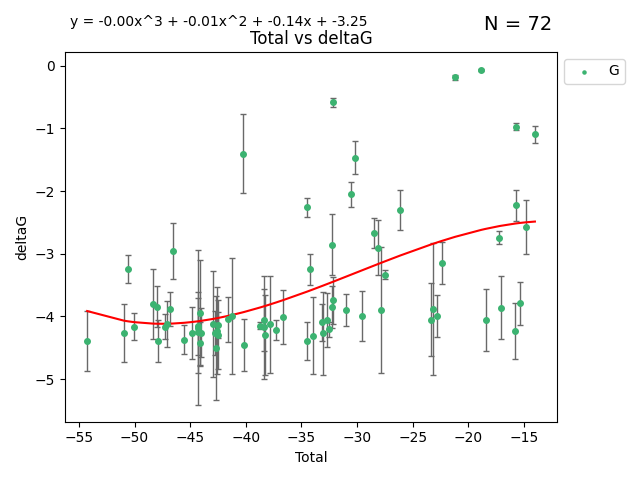 y = -0.00x^3 + -0.01x^2 + -0.14x + -3.25
N = 72
Total vs deltaG
G
deltaG
0
−1
−2
−3
−4
−5
−55
−50
−45
−40
−35
−30
−25
−20
−15
Total